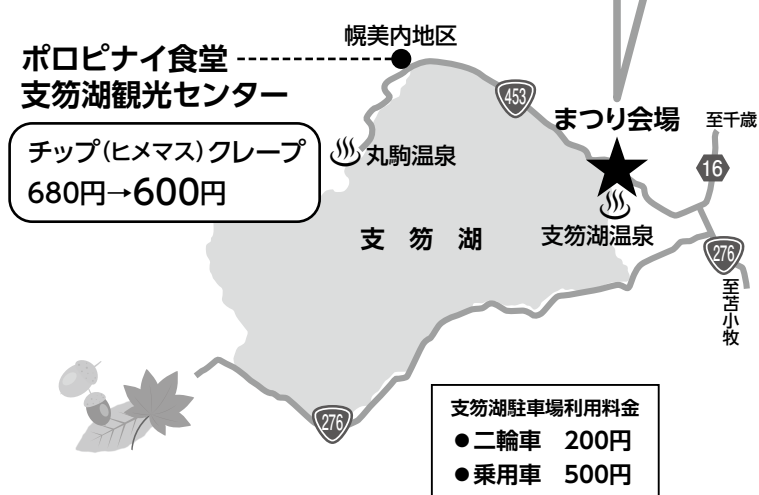 幌美内地区
ポロピナイ食堂
支笏湖観光センター
チップ(ヒメマス)クレープ
680円→600円
丸駒温泉
453
まつり会場
至千歳
16
支笏湖
支笏湖温泉
276
至苫小牧
276
支笏湖駐車場利用料金
●二輪車 200円
●乗用車 500円